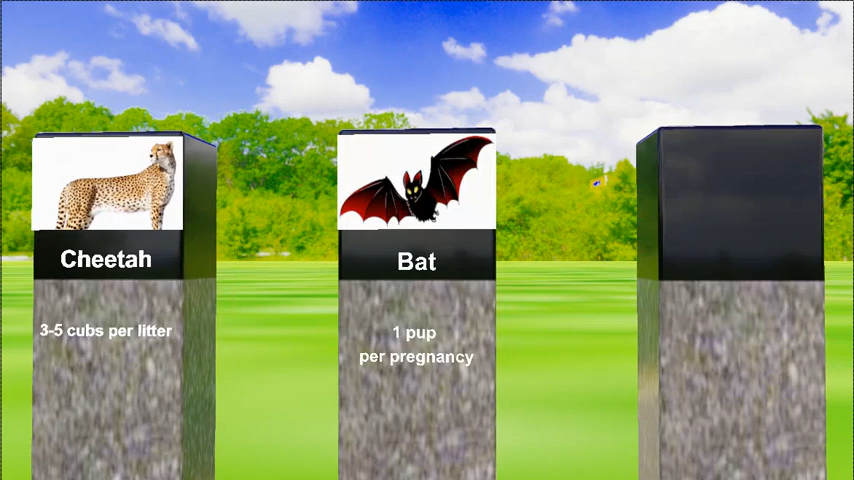 Cheetah
3-5 cubs per litter
Bat
1 pup
per pregnancy